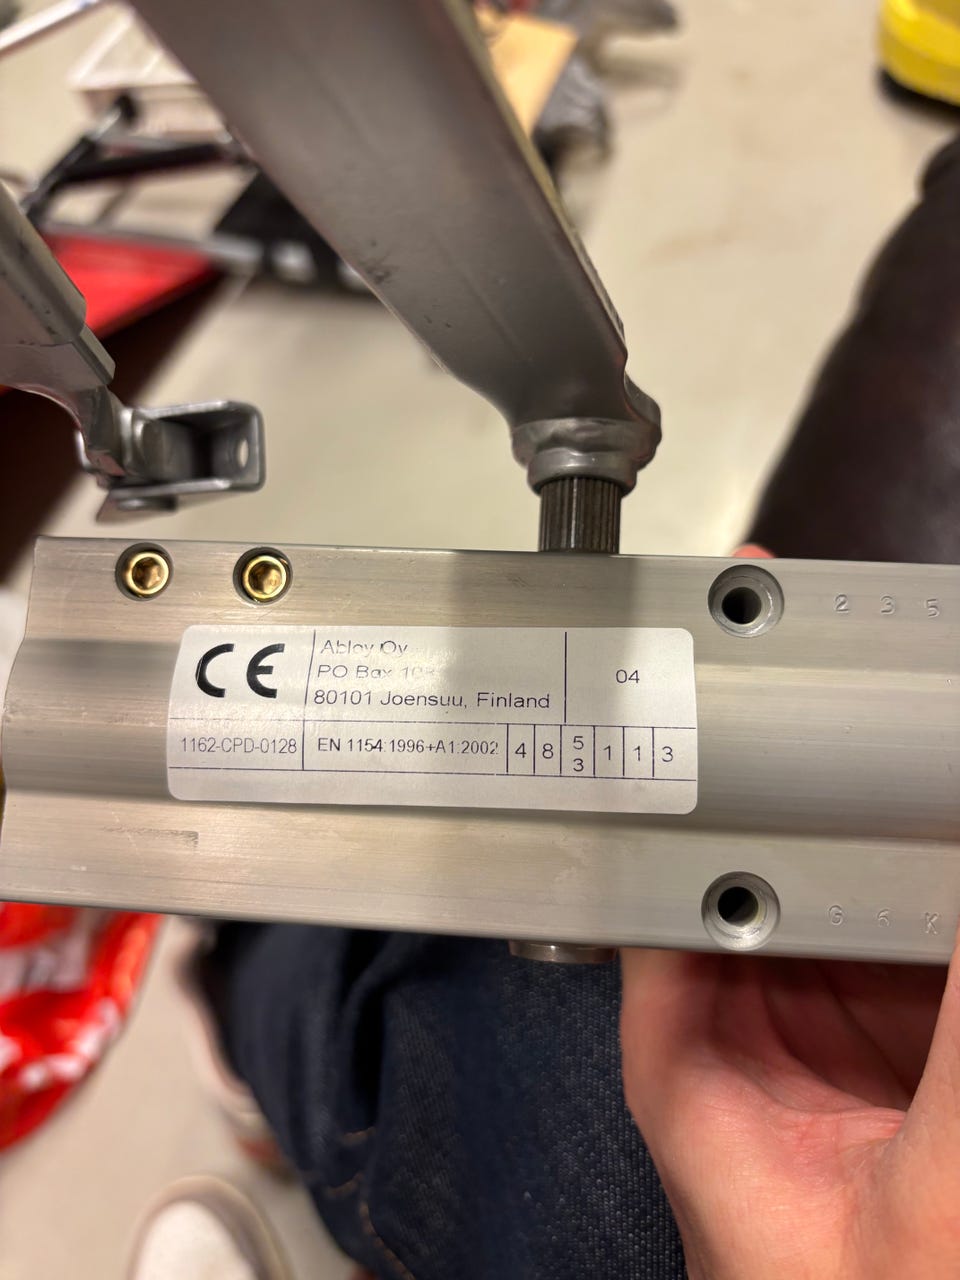 2 3 5
CE
Abloy Oy
PO Box
80101 Joensuu, Finland
04
1162-CPD-0128
EN 1154:1996+A1:2002
4 8 5 3 1 1 3
G 6 K